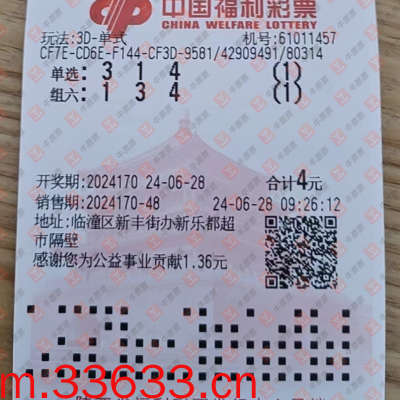 中国福利彩票
CHINA WELFARE LOTTERY
玩法:3D-单式 机号:61011457
CF7E-CD6E-F144-CF3D-9581/42909491/80314
单选: 3 1 4 (1)
组六: 1 3 4 (1)
开奖期:2024170 24-06-28 合计4元
销售期:2024170-48 24-06-28 09:26:12
地址:临潼区新丰街办新乐都超
市隔壁
感谢您为公益事业贡献1.36元
m.33633.cn